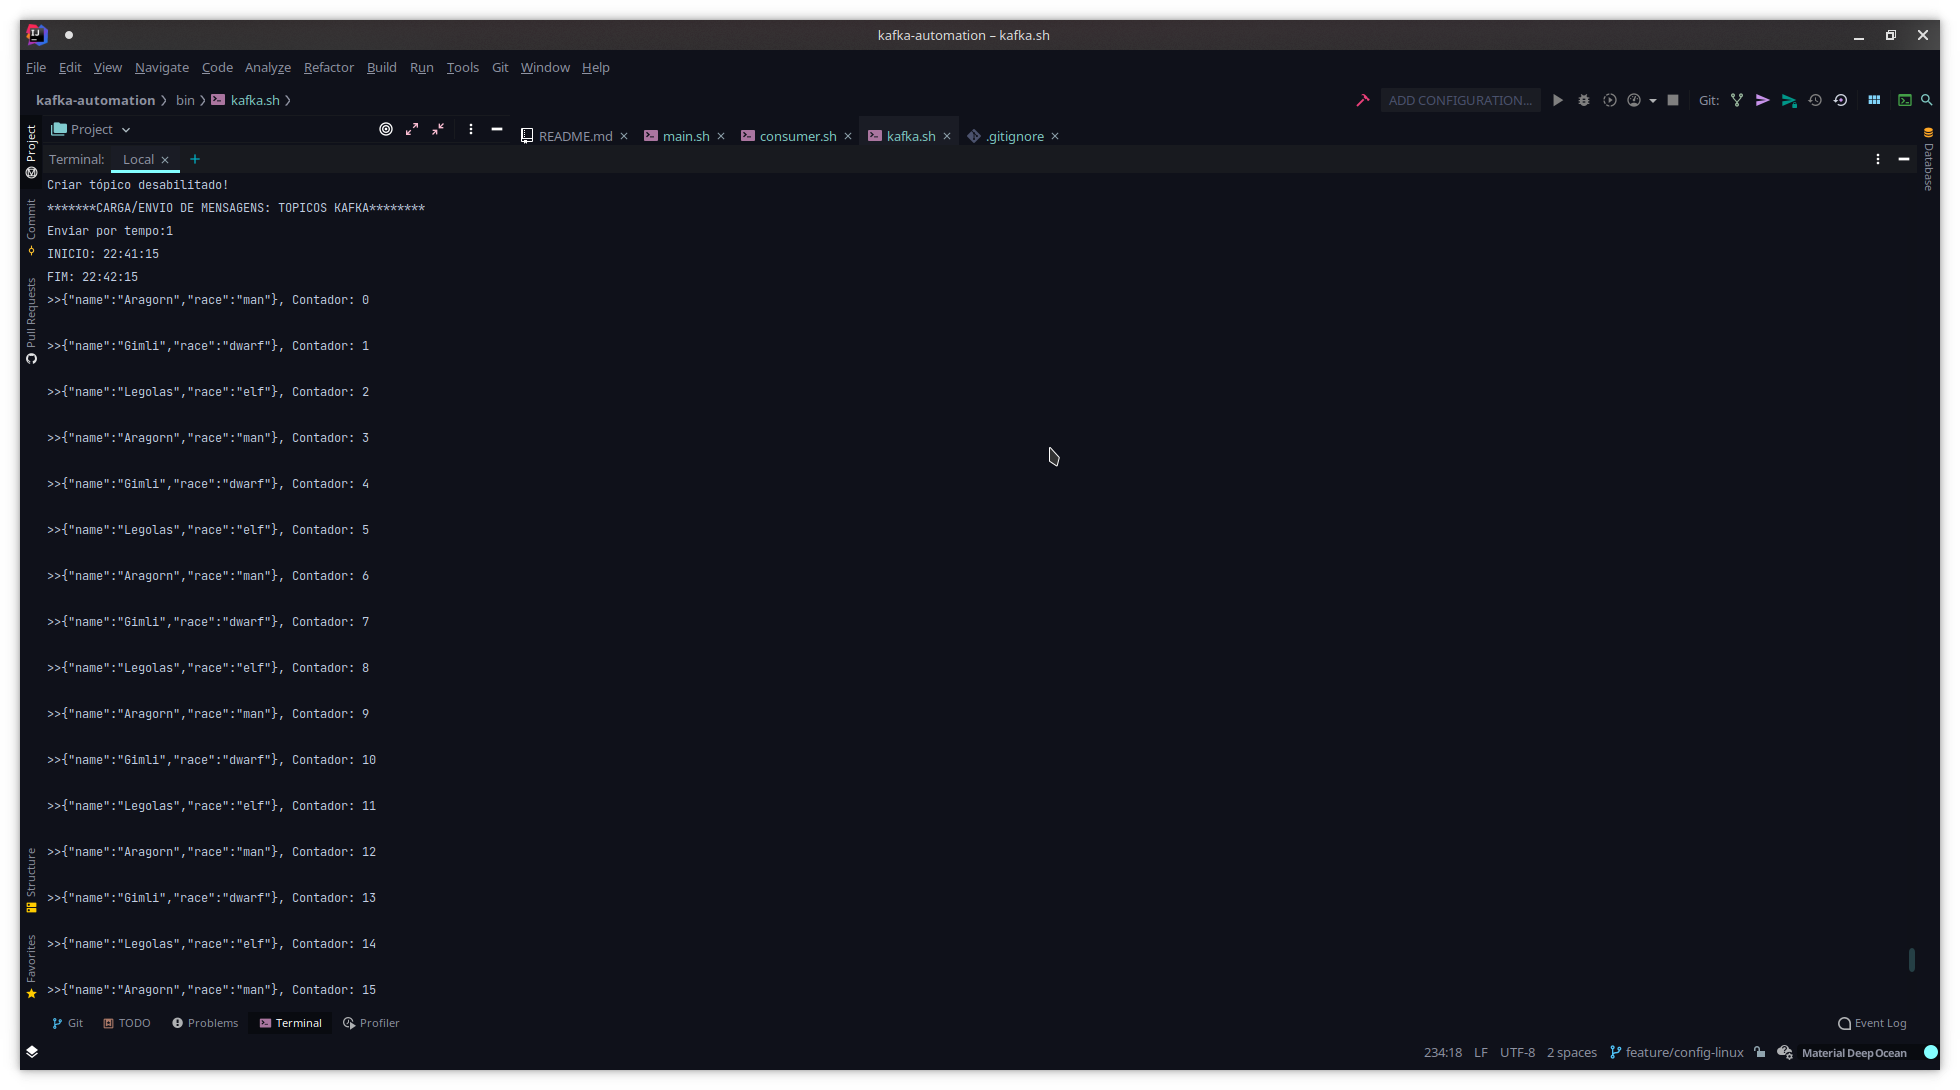 kafka-automation – kafka.sh
File Edit View Navigate Code Analyze Refactor Build Run Tools Git Window Help
kafka-automation bin kafka.sh
ADD CONFIGURATION...
Git:
Project
README.md
main.sh
consumer.sh
kafka.sh
.gitignore
Terminal: Local
Criar tópico desabilitado!
*******CARGA/ENVIO DE MENSAGENS: TOPICOS KAFKA********
Enviar por tempo:1
INICIO: 22:41:15
FIM: 22:42:15
>>{"name":"Aragorn","race":"man"}, Contador: 0
>>{"name":"Gimli","race":"dwarf"}, Contador: 1
>>{"name":"Legolas","race":"elf"}, Contador: 2
>>{"name":"Aragorn","race":"man"}, Contador: 3
>>{"name":"Gimli","race":"dwarf"}, Contador: 4
>>{"name":"Legolas","race":"elf"}, Contador: 5
>>{"name":"Aragorn","race":"man"}, Contador: 6
>>{"name":"Gimli","race":"dwarf"}, Contador: 7
>>{"name":"Legolas","race":"elf"}, Contador: 8
>>{"name":"Aragorn","race":"man"}, Contador: 9
>>{"name":"Gimli","race":"dwarf"}, Contador: 10
>>{"name":"Legolas","race":"elf"}, Contador: 11
>>{"name":"Aragorn","race":"man"}, Contador: 12
>>{"name":"Gimli","race":"dwarf"}, Contador: 13
>>{"name":"Legolas","race":"elf"}, Contador: 14
>>{"name":"Aragorn","race":"man"}, Contador: 15
Project
Commit
Pull Requests
Structure
Favorites
Database
Git TODO Problems Terminal Profiler
Event Log
234:18 LF UTF-8 2 spaces feature/config-linux Material Deep Ocean